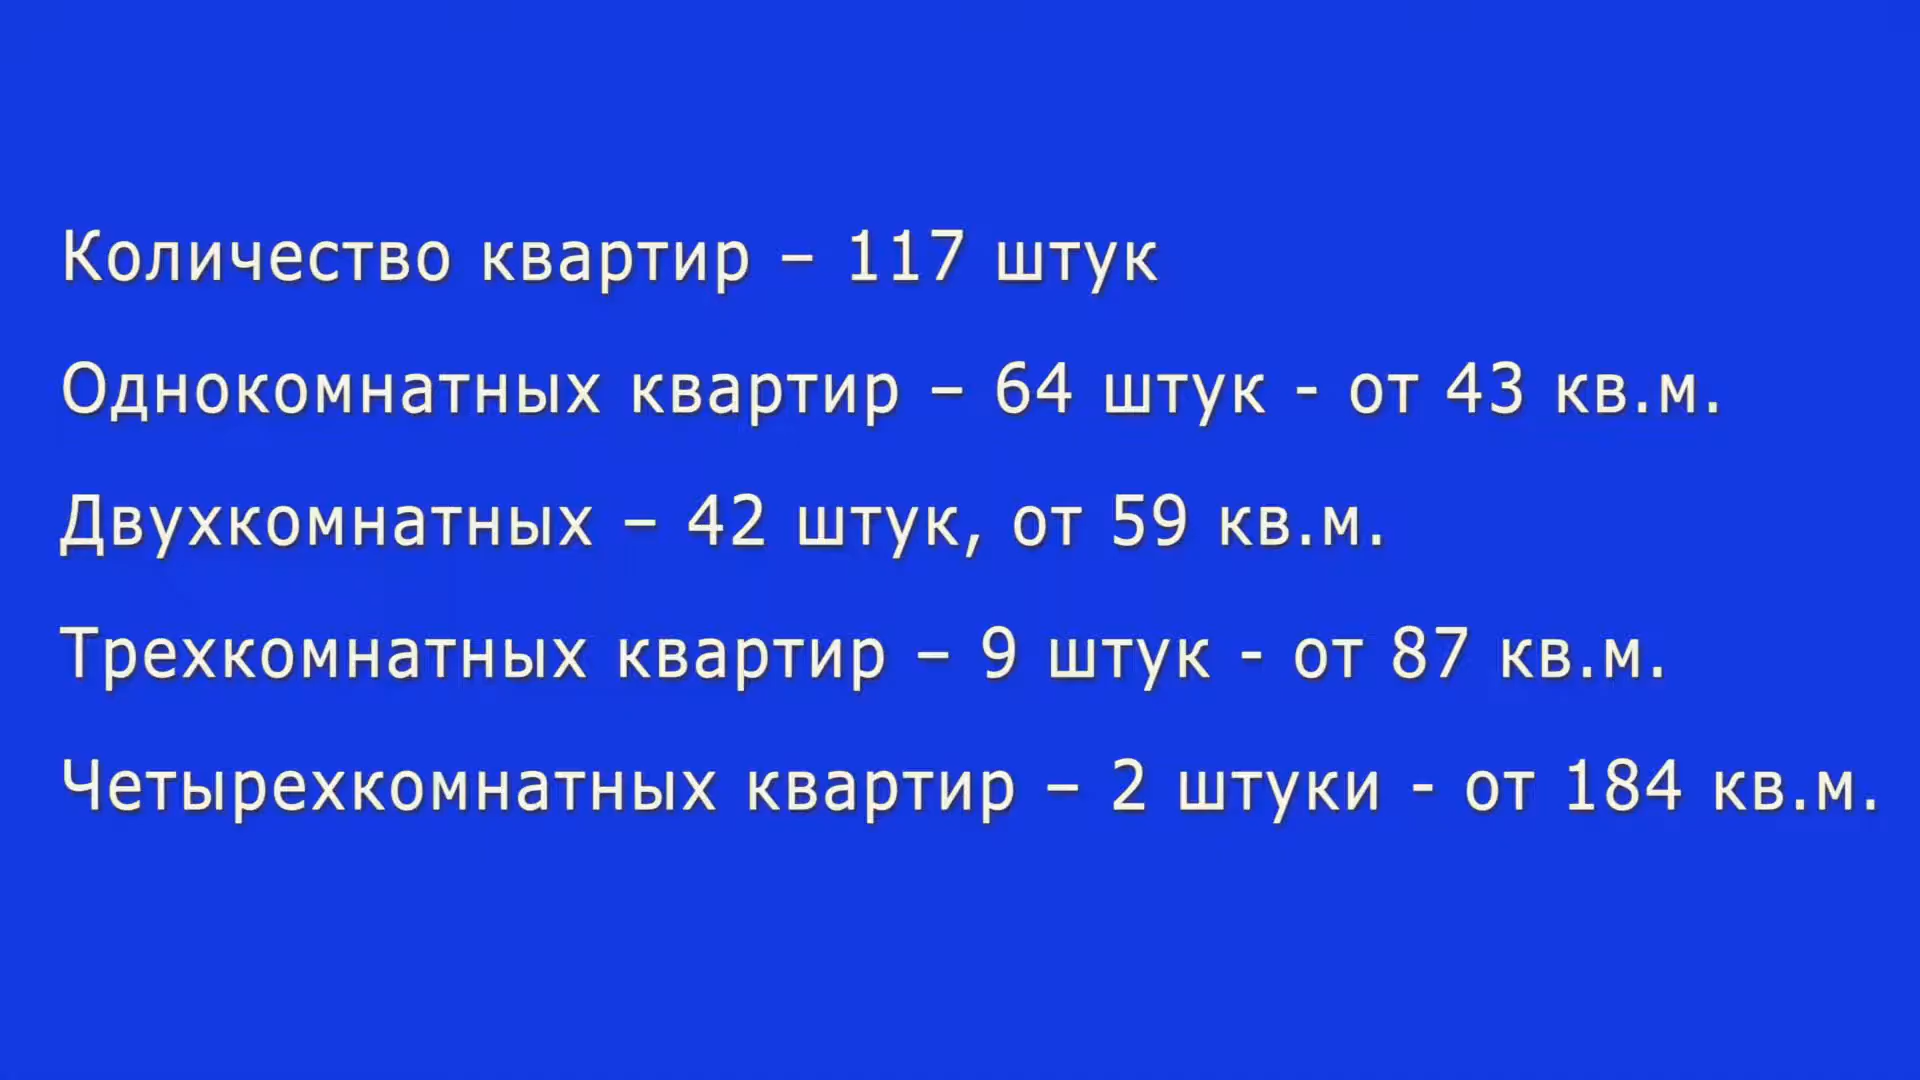 Количество квартир – 117 штук
Однокомнатных квартир – 64 штук - от 43 кв.м.
Двухкомнатных – 42 штук, от 59 кв.м.
Трехкомнатных квартир – 9 штук - от 87 кв.м.
Четырехкомнатных квартир – 2 штуки - от 184 кв.м.